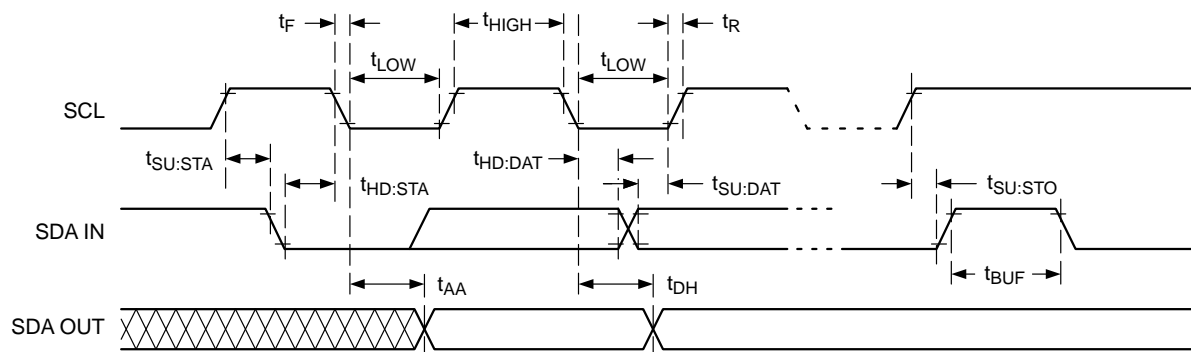 tF
tHIGH
tR
tLOW
tLOW
SCL
tSU:STA
tHD:STA
tHD:DAT
tSU:DAT
tSU:STO
SDA IN
tAA
tDH
tBUF
SDA OUT